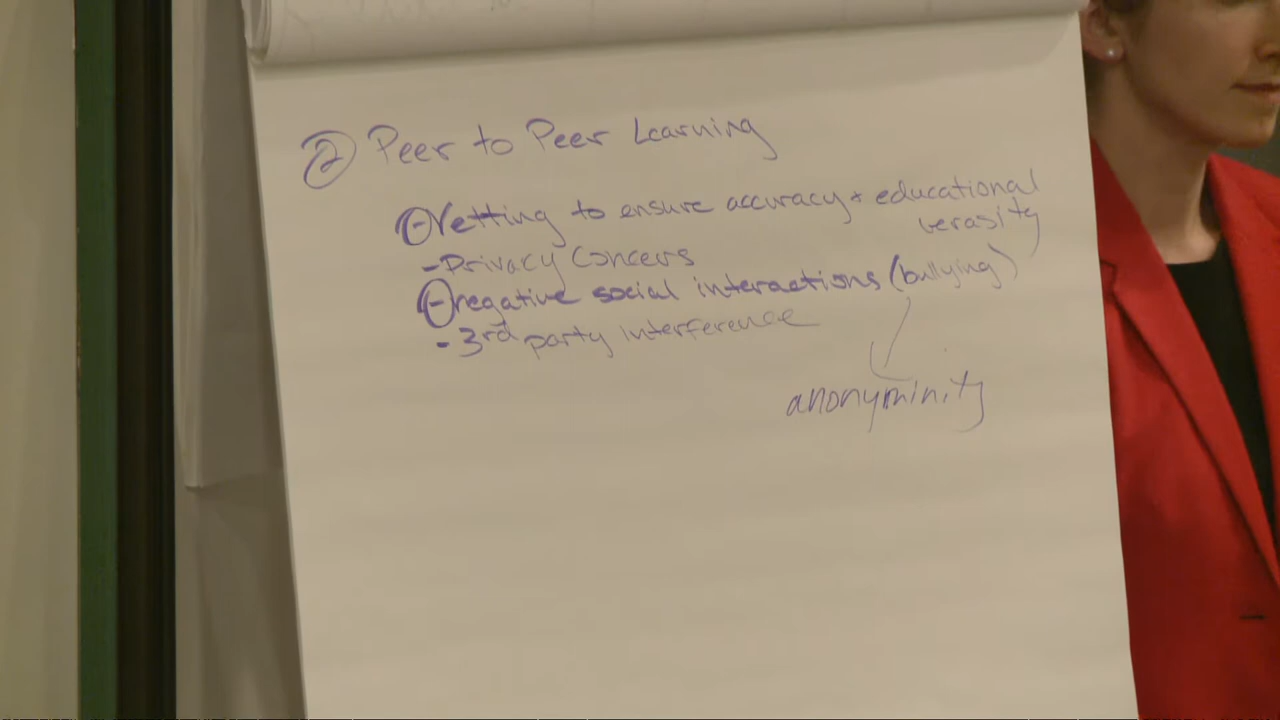 ② Peer to Peer Learning
- Vetting to ensure accuracy + educational
verasity
- Privacy Concers
- negative social interactions (bullying)
- 3rd party interference
anonyminity